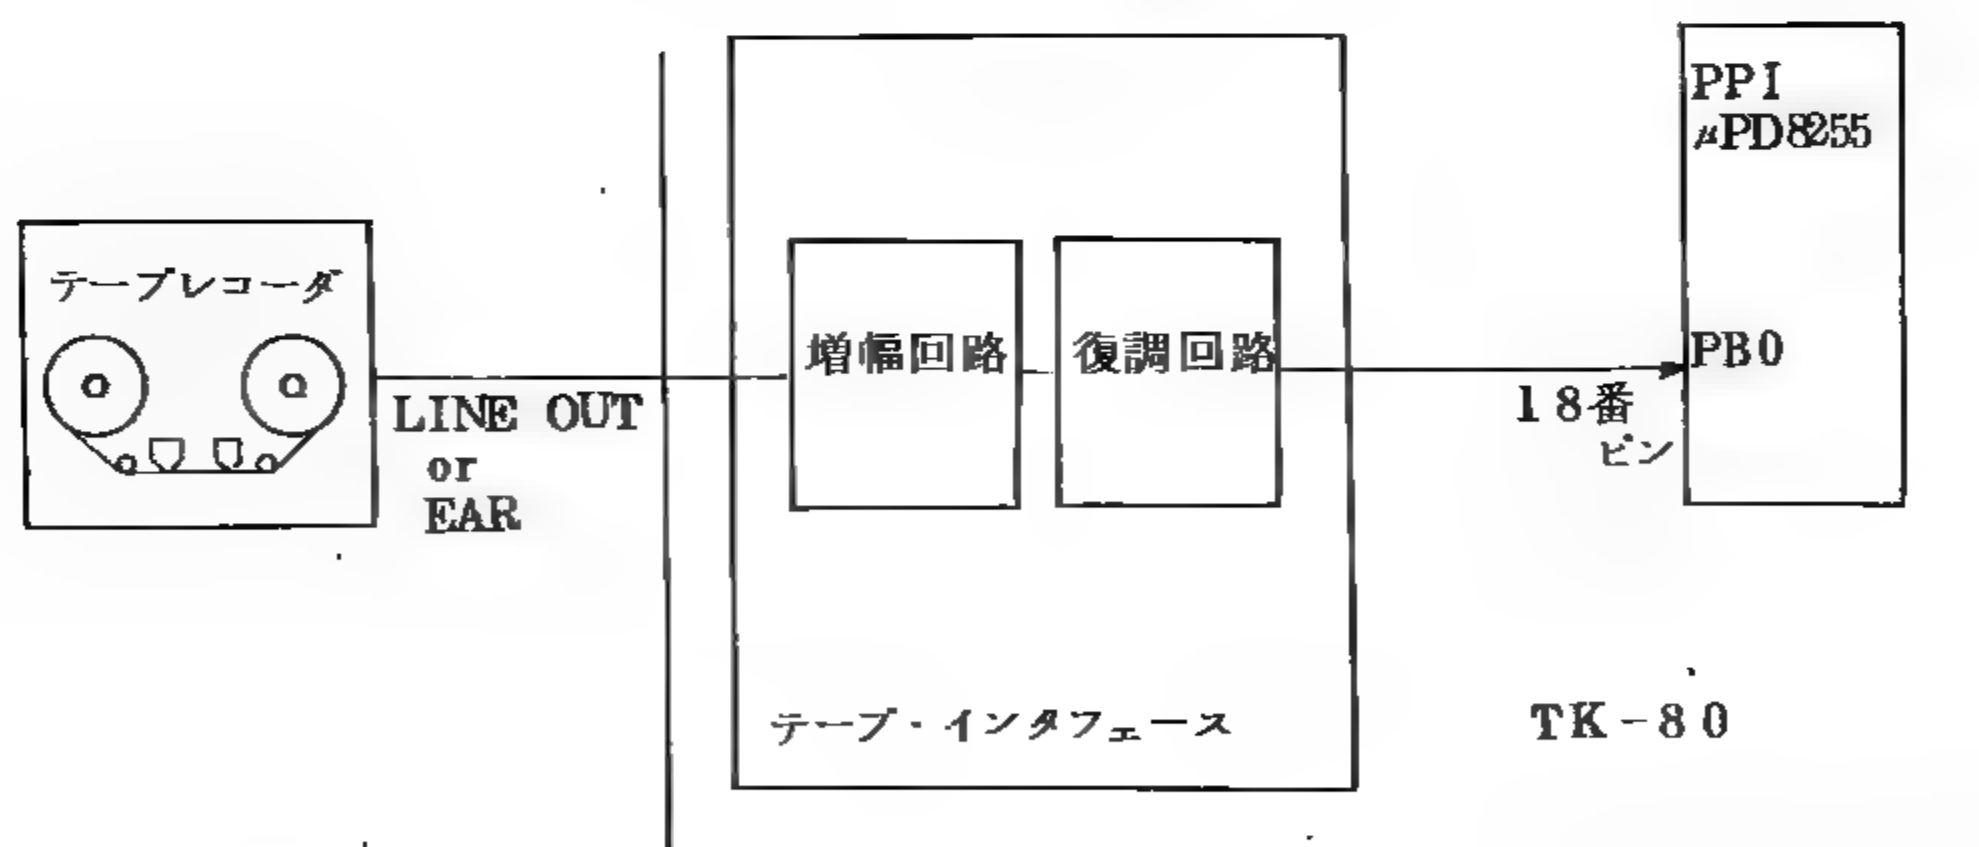 テープレコーダ
LINE OUT
or
EAR
増幅回路
復調回路
テープ・インタフェース
PPI
μPD8255
PB0
18番
ピン
TK-80